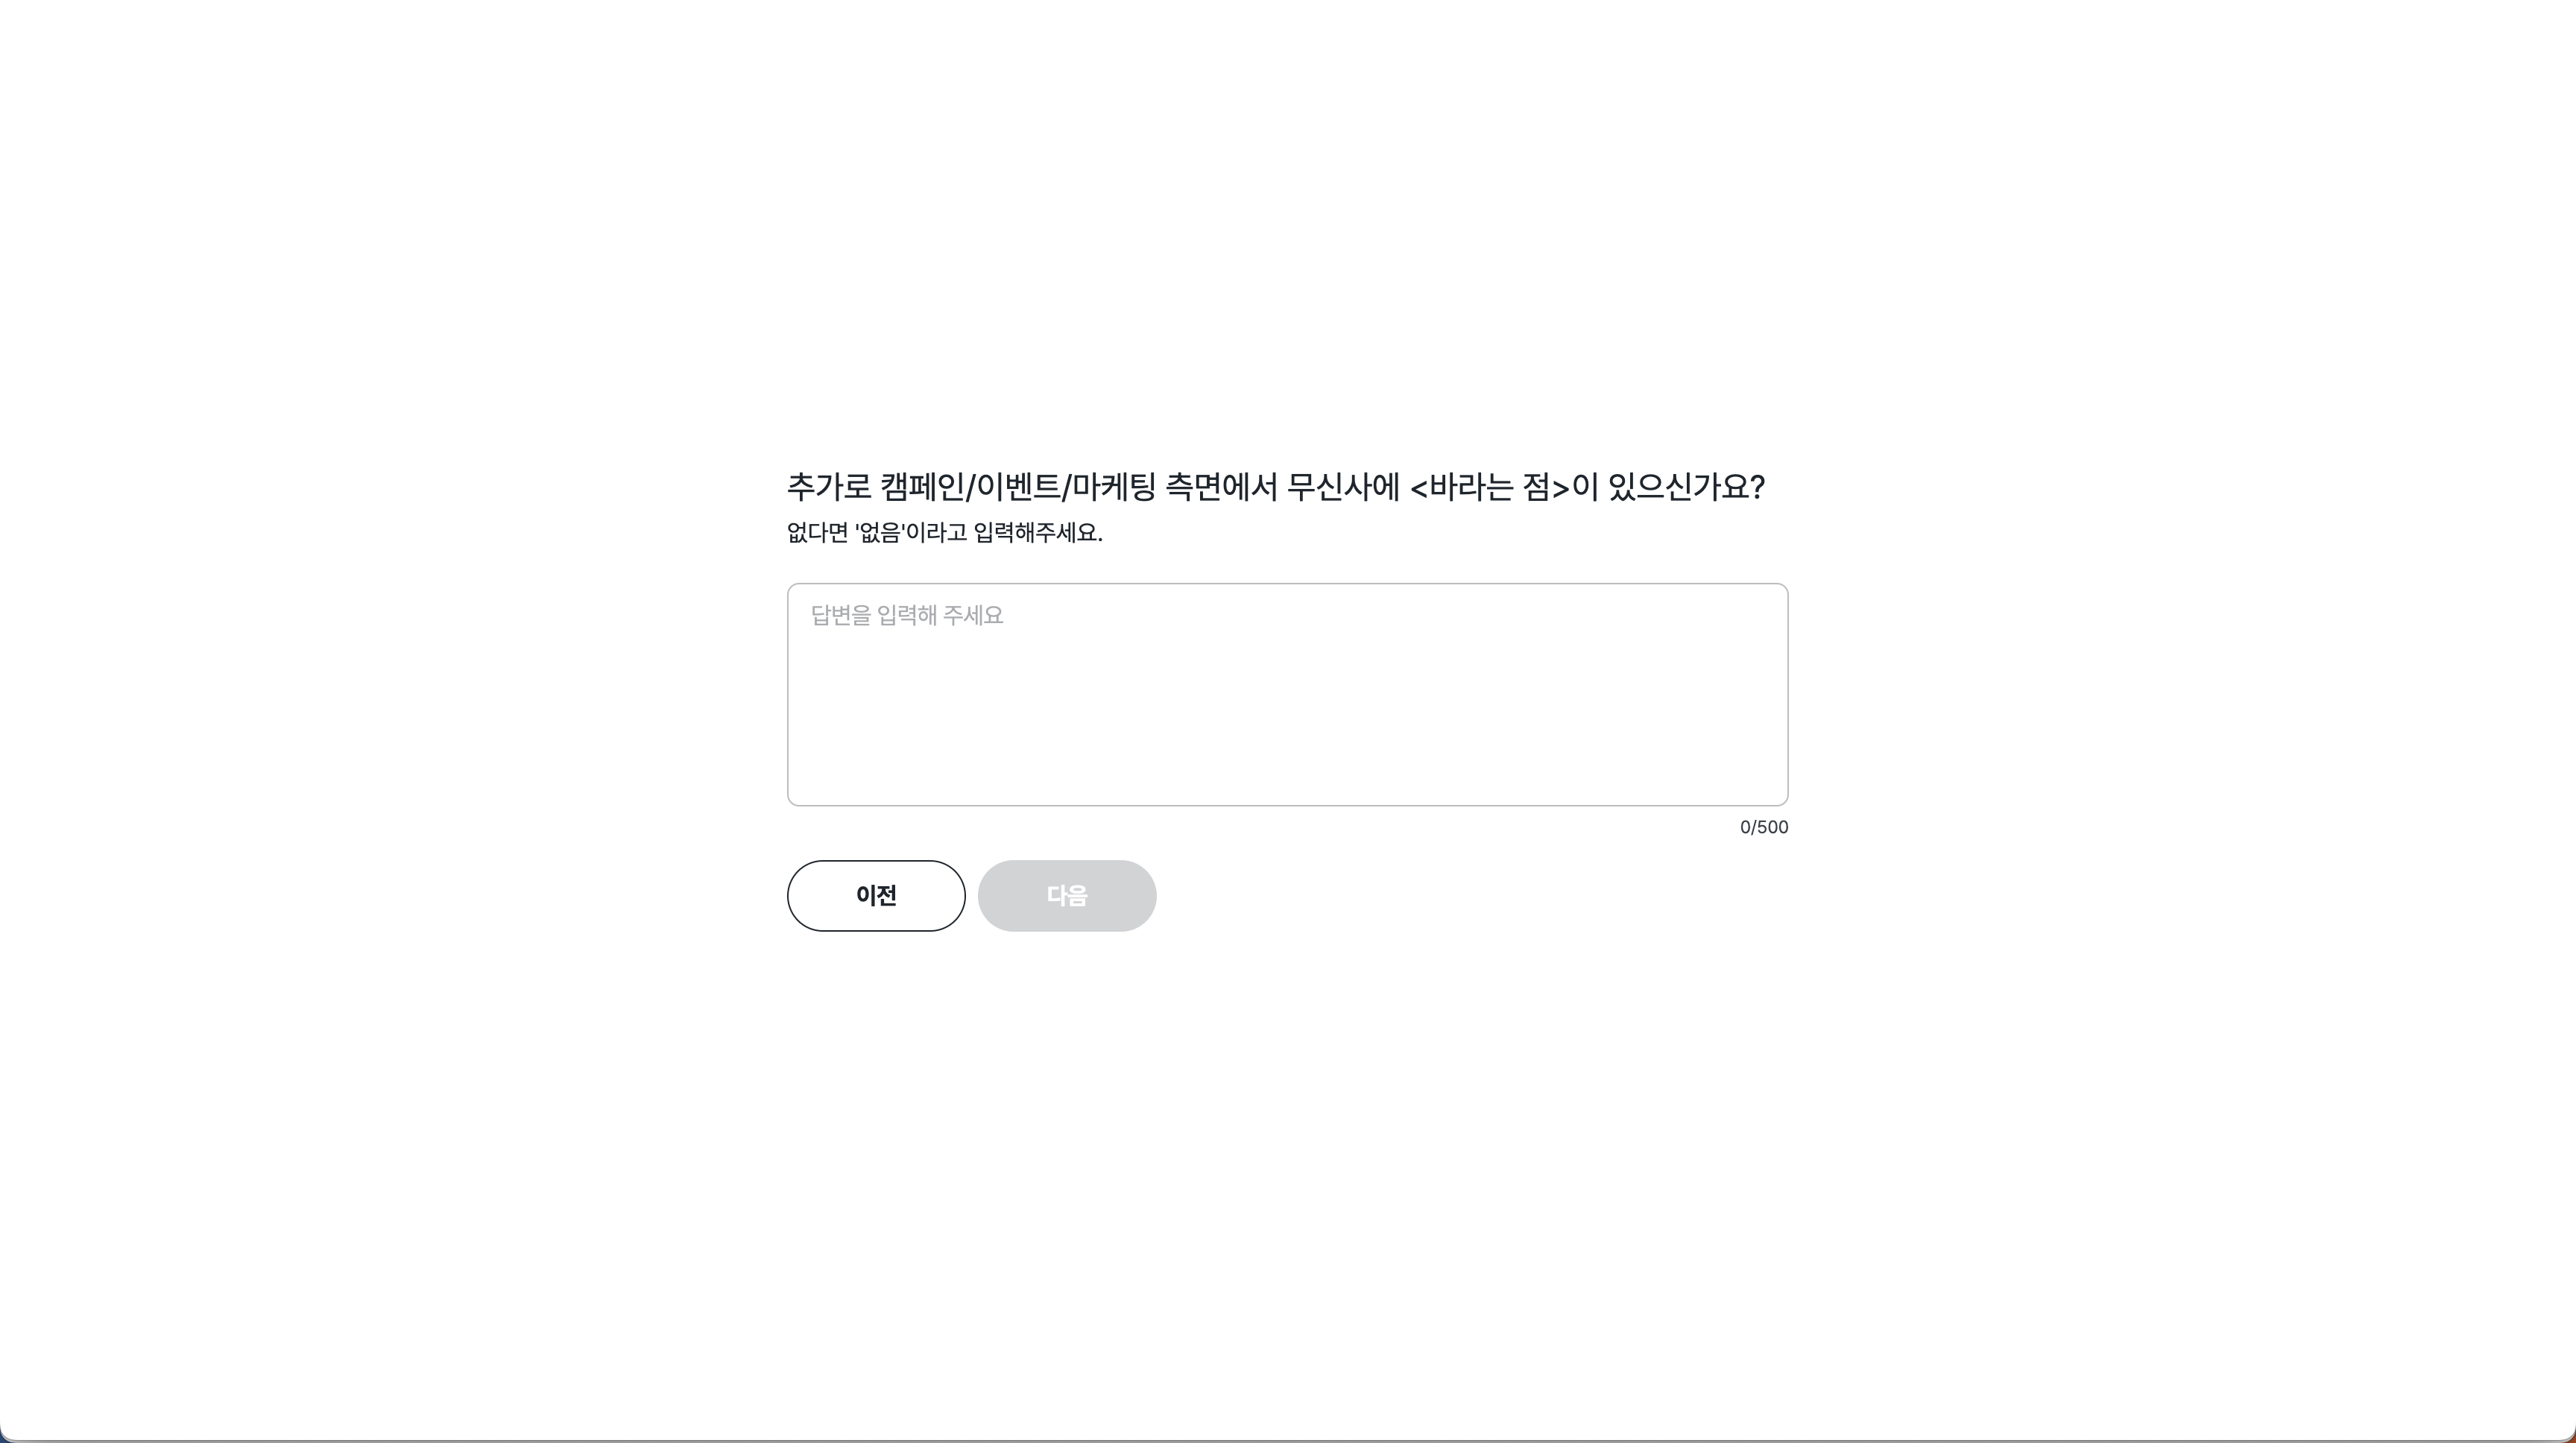 추가로 캠페인/이벤트/마케팅 측면에서 무신사에 <바라는 점>이 있으신가요?
없다면 '없음'이라고 입력해주세요.
답변을 입력해 주세요
0/500
이전
다음